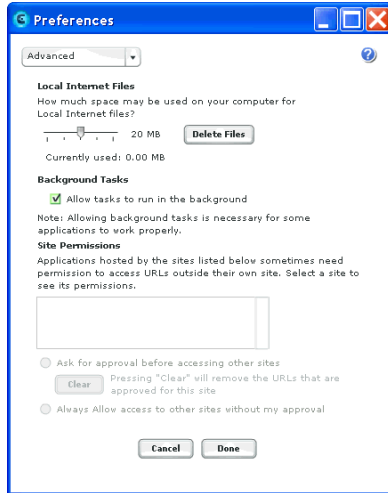 Preferences
Advanced
Local Internet Files
How much space may be used on your computer for
Local Internet files?
20 MB
Delete Files
Currently used: 0.00 MB
Background Tasks
Allow tasks to run in the background
Note: Allowing background tasks is necessary for some
applications to work properly.
Site Permissions
Applications hosted by the sites listed below sometimes need
permission to access URLs outside their own site. Select a site to
see its permissions.
Ask for approval before accessing other sites
Clear
Pressing "Clear" will remove the URLs that are
approved for this site
Always Allow access to other sites without my approval
Cancel
Done